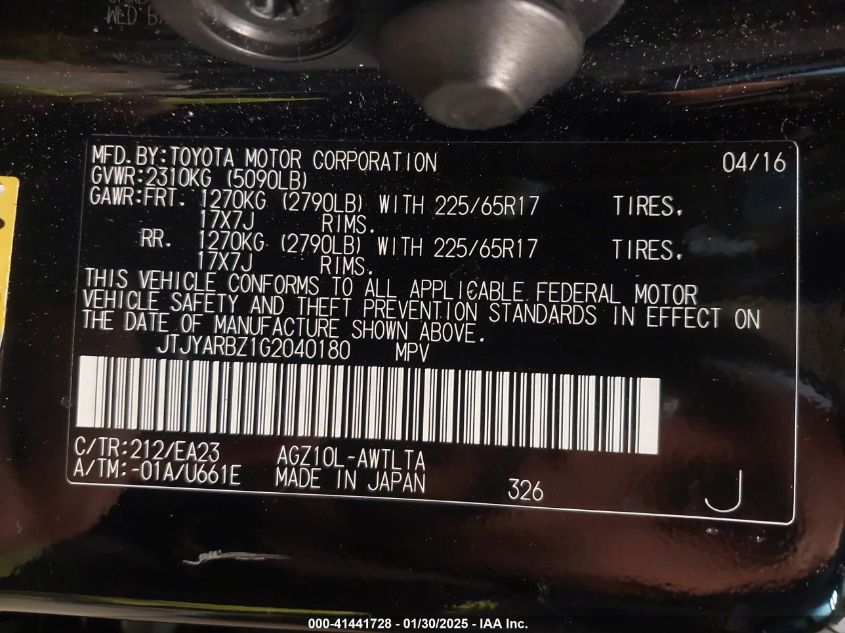 MFD. BY: TOYOTA MOTOR CORPORATION 04/16
GVWR: 2310KG (5090LB)
GAWR: FRT. 1270KG (2790LB) WITH 225/65R17 TIRES.
17X7J RIMS.
RR. 1270KG (2790LB) WITH 225/65R17 TIRES.
17X7J RIMS.
THIS VEHICLE CONFORMS TO ALL APPLICABLE FEDERAL MOTOR
VEHICLE SAFETY AND THEFT PREVENTION STANDARDS IN EFFECT ON
THE DATE OF MANUFACTURE SHOWN ABOVE.
JTJYARBZ1G2040180 MPV
C/TR: 212/EA23 AGZ10L-AWTLTA
A/TM: -01A/U661E MADE IN JAPAN 326 J
000-41441728 - 01/30/2025 - IAA Inc.